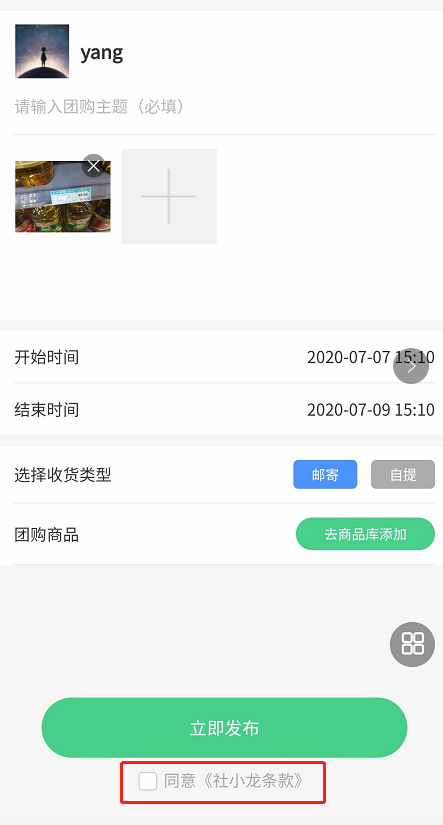 yang
请输入团购主题（必填）
开始时间 2020-07-07 15:10
结束时间 2020-07-09 15:10
选择收货类型 邮寄 自提
团购商品 去商品库添加
立即发布
同意《社小龙条款》